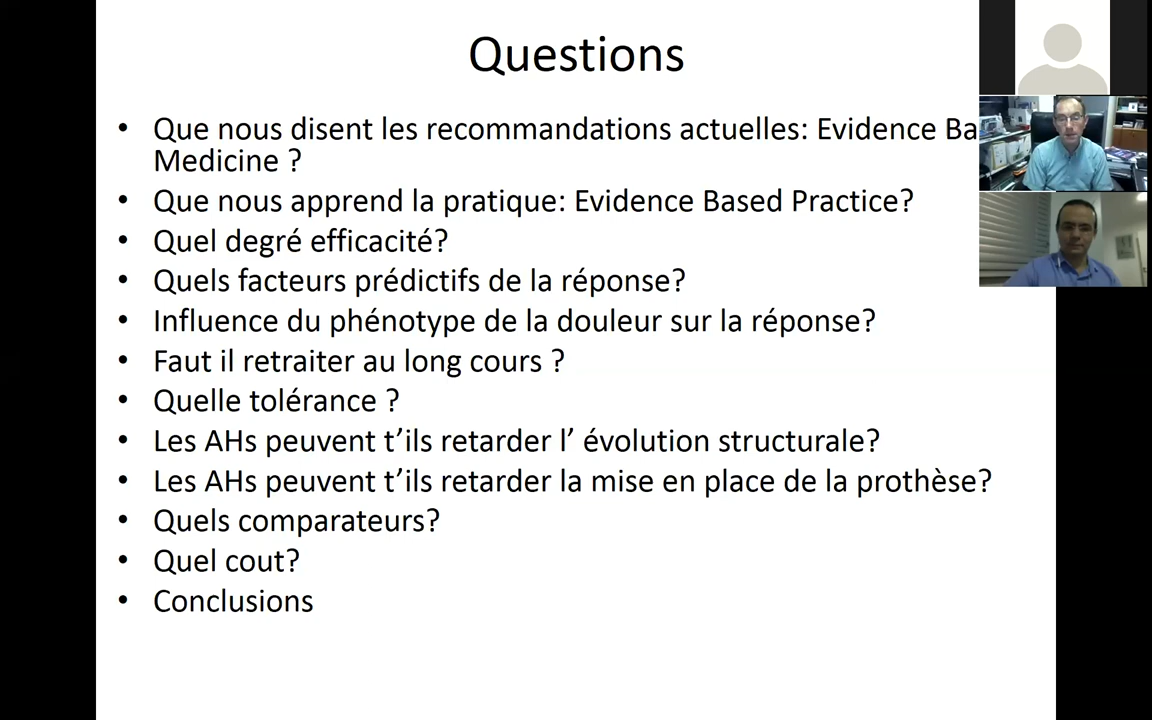 Questions
• Que nous disent les recommandations actuelles: Evidence Ba
Medicine ?
• Que nous apprend la pratique: Evidence Based Practice?
• Quel degré efficacité?
• Quels facteurs prédictifs de la réponse?
• Influence du phénotype de la douleur sur la réponse?
• Faut il retraiter au long cours ?
• Quelle tolérance ?
• Les AHs peuvent t’ils retarder l’ évolution structurale?
• Les AHs peuvent t’ils retarder la mise en place de la prothèse?
• Quels comparateurs?
• Quel cout?
• Conclusions